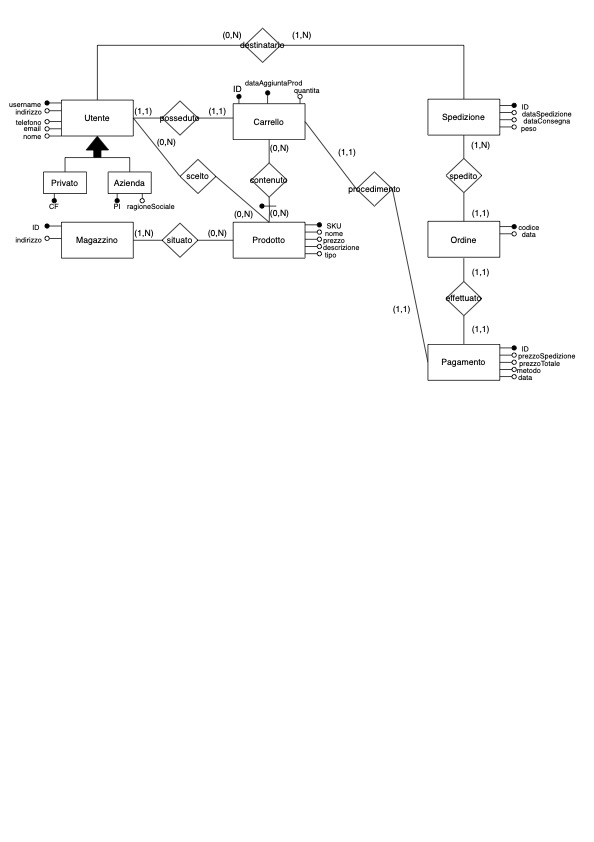 (0,N)
(1,N)
destinatario
username
indirizzo
telefono
email
nome
Utente
(1,1)
posseduto
(1,1)
ID
dataAggiuntaProd
quantita
Carrello
Spedizione
ID
dataSpedizione
dataConsegna
peso
(0,N)
(0,N)
(1,1)
(1,N)
Privato
Azienda
scelto
contenuto
procedimento
spedito
CF
PI
ragioneSociale
(0,N)
(0,N)
(1,1)
ID
indirizzo
Magazzino
(1,N)
situato
(0,N)
Prodotto
SKU
nome
prezzo
descrizione
tipo
Ordine
codice
data
(1,1)
effettuato
(1,1)
(1,1)
Pagamento
ID
prezzoSpedizione
prezzoTotale
metodo
data